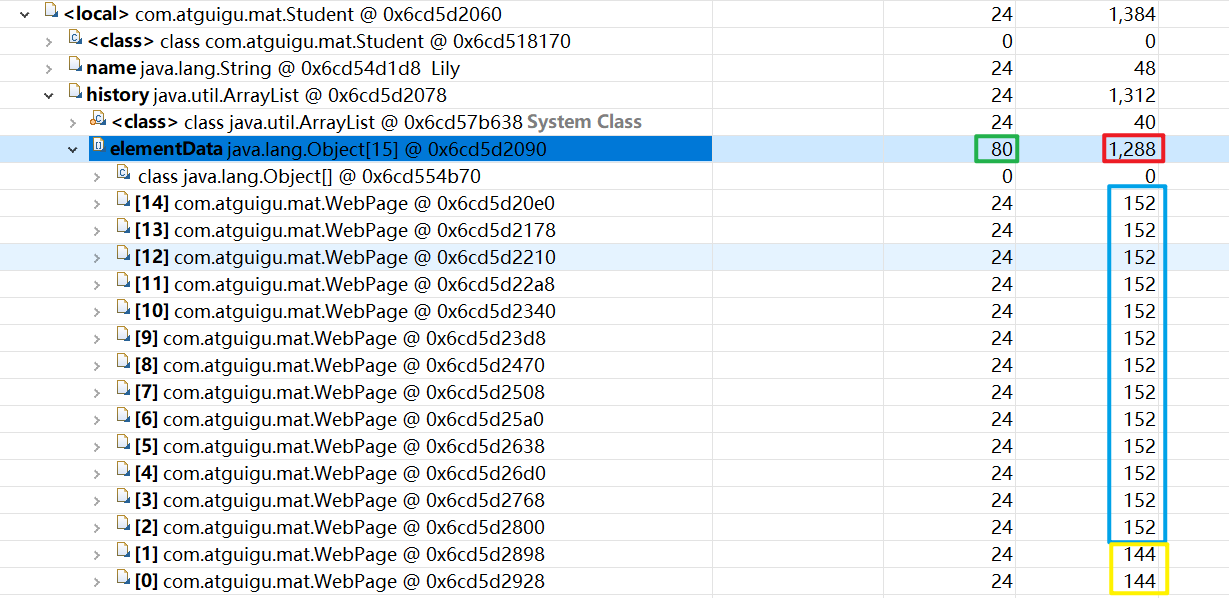 <local> com.atguigu.mat.Student @ 0x6cd5d2060 24 1,384
<class> class com.atguigu.mat.Student @ 0x6cd518170 0 0
name java.lang.String @ 0x6cd54d1d8 Lily 24 48
history java.util.ArrayList @ 0x6cd5d2078 24 1,312
<class> class java.util.ArrayList @ 0x6cd57b638 System Class 24 40
elementData java.lang.Object[15] @ 0x6cd5d2090 80 1,288
class java.lang.Object[] @ 0x6cd554b70 0 0
[14] com.atguigu.mat.WebPage @ 0x6cd5d20e0 24 152
[13] com.atguigu.mat.WebPage @ 0x6cd5d2178 24 152
[12] com.atguigu.mat.WebPage @ 0x6cd5d2210 24 152
[11] com.atguigu.mat.WebPage @ 0x6cd5d22a8 24 152
[10] com.atguigu.mat.WebPage @ 0x6cd5d2340 24 152
[9] com.atguigu.mat.WebPage @ 0x6cd5d23d8 24 152
[8] com.atguigu.mat.WebPage @ 0x6cd5d2470 24 152
[7] com.atguigu.mat.WebPage @ 0x6cd5d2508 24 152
[6] com.atguigu.mat.WebPage @ 0x6cd5d25a0 24 152
[5] com.atguigu.mat.WebPage @ 0x6cd5d2638 24 152
[4] com.atguigu.mat.WebPage @ 0x6cd5d26d0 24 152
[3] com.atguigu.mat.WebPage @ 0x6cd5d2768 24 152
[2] com.atguigu.mat.WebPage @ 0x6cd5d2800 24 152
[1] com.atguigu.mat.WebPage @ 0x6cd5d2898 24 144
[0] com.atguigu.mat.WebPage @ 0x6cd5d2928 24 144